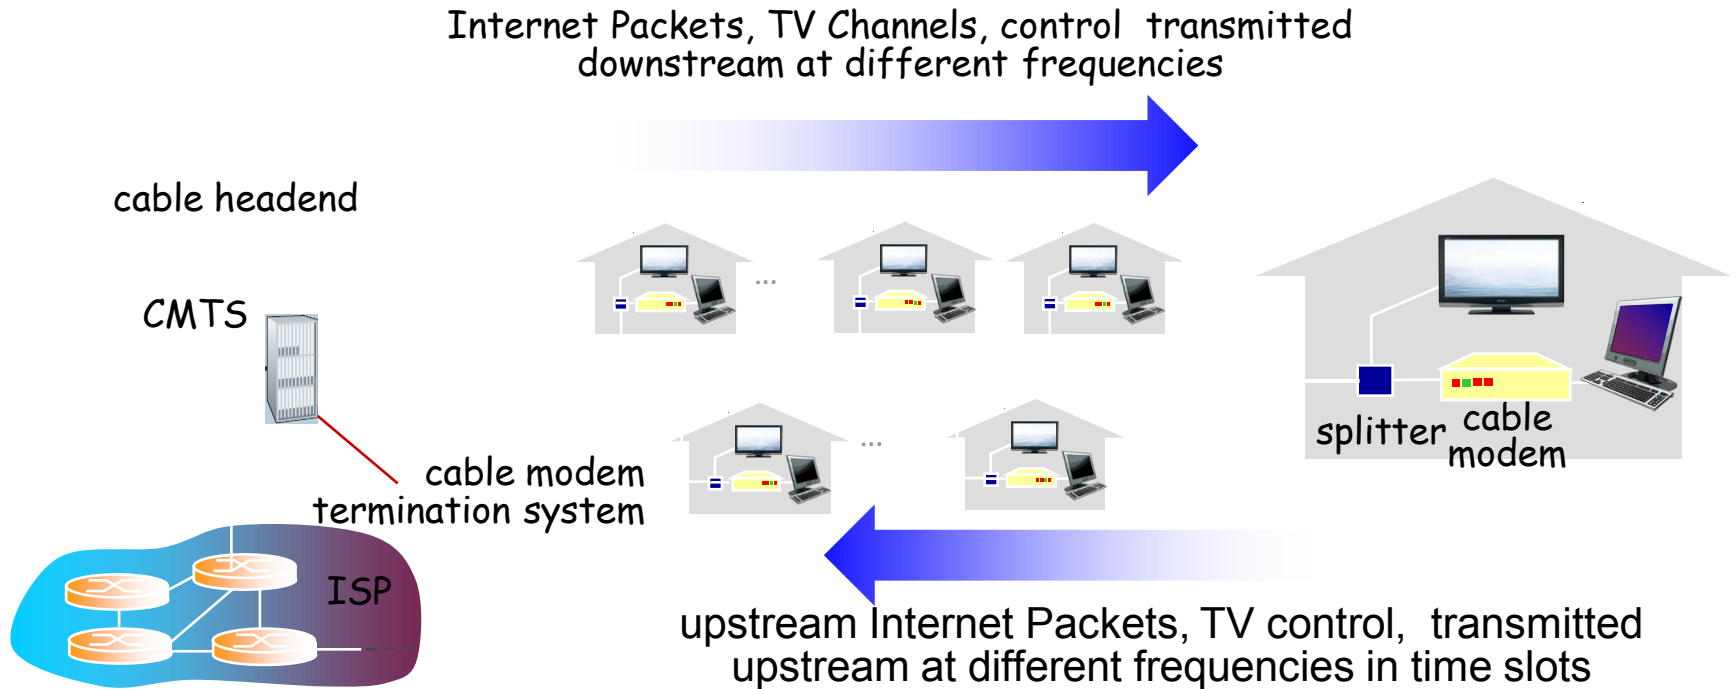 Internet Packets, TV Channels, control transmitted
downstream at different frequencies
cable headend
CMTS
...
...
splitter
cable
modem
cable modem
termination system
ISP
upstream Internet Packets, TV control, transmitted
upstream at different frequencies in time slots